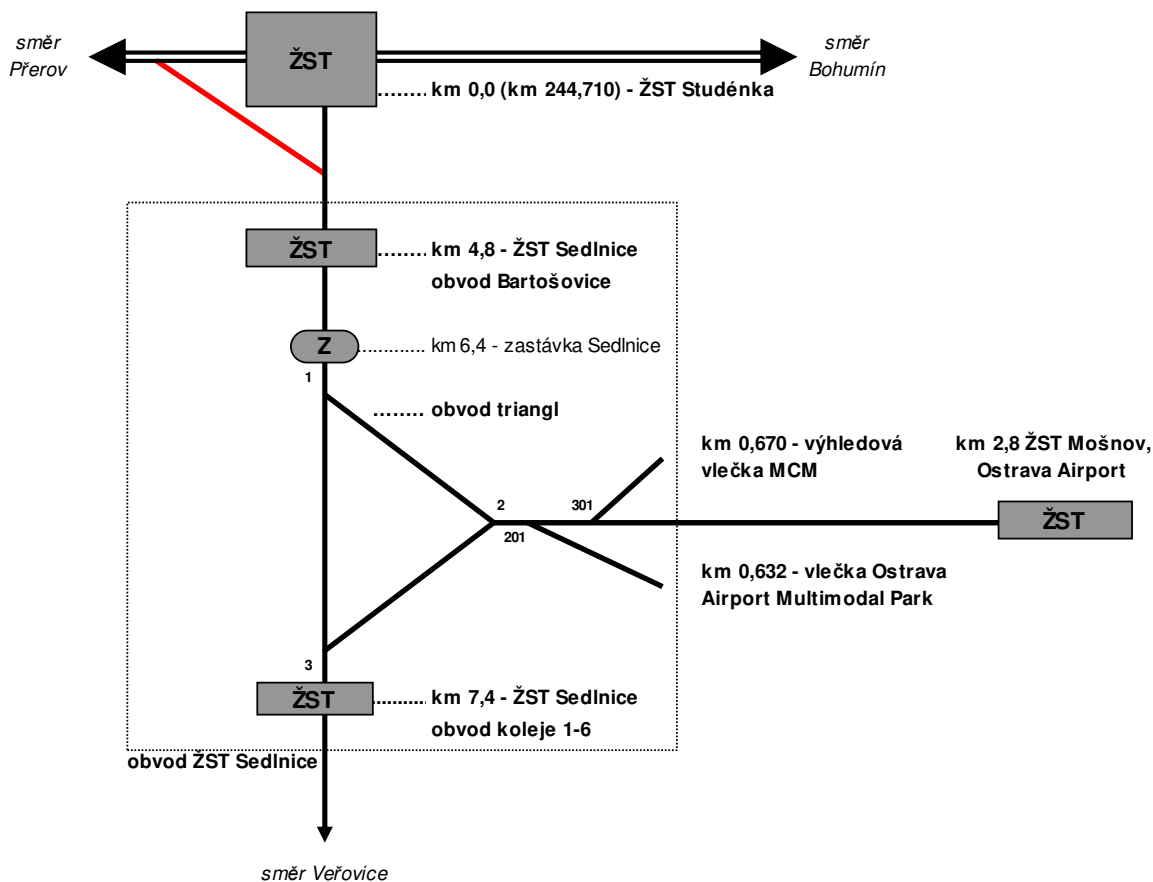 směr
Přerov
ŽST
směr
Bohumín
km 0,0 (km 244,710) - ŽST Studénka
ŽST
km 4,8 - ŽST Sedlnice
obvod Bartošovice
Z
km 6,4 - zastávka Sedlnice
1
obvod triangl
km 0,670 - výhledová
vlečka MCM
km 2,8 ŽST Mošnov,
Ostrava Airport
2
301
201
ŽST
km 0,632 - vlečka Ostrava
Airport Multimodal Park
3
ŽST
km 7,4 - ŽST Sedlnice
obvod koleje 1-6
obvod ŽST Sedlnice
směr Veřovice